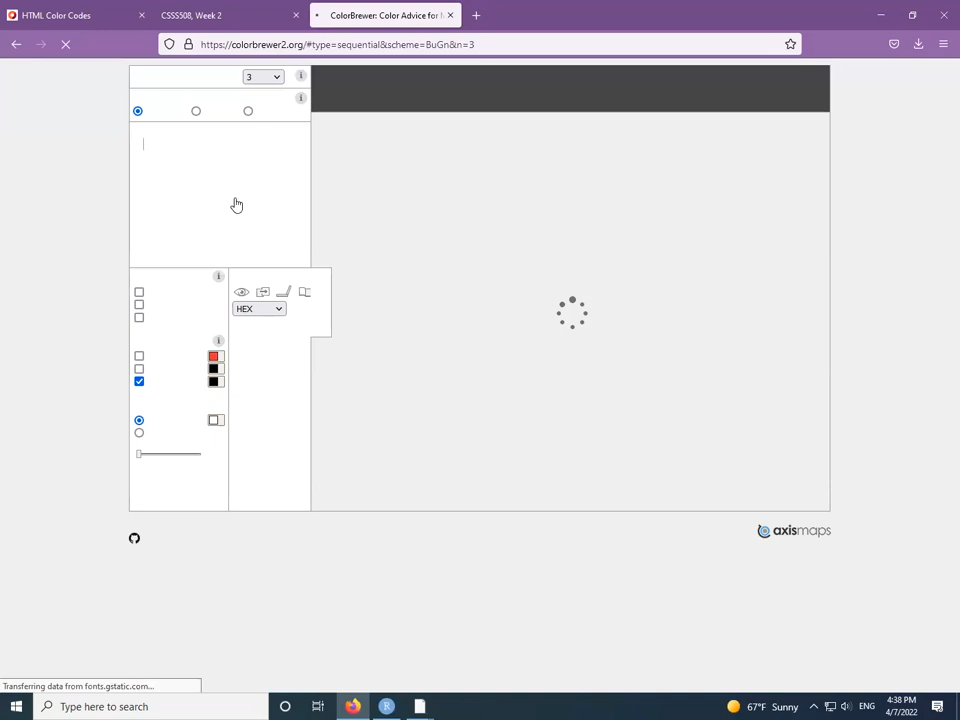 HTML Color Codes
CSSS508, Week 2
ColorBrewer: Color Advice for
https://colorbrewer2.org/#type=sequential&scheme=BuGn&n=3
3
i
i
i
HEX
i
axismaps
Transferring data from fonts.gstatic.com...
Type here to search
R
67°F Sunny
ENG
4:38 PM
4/7/2022